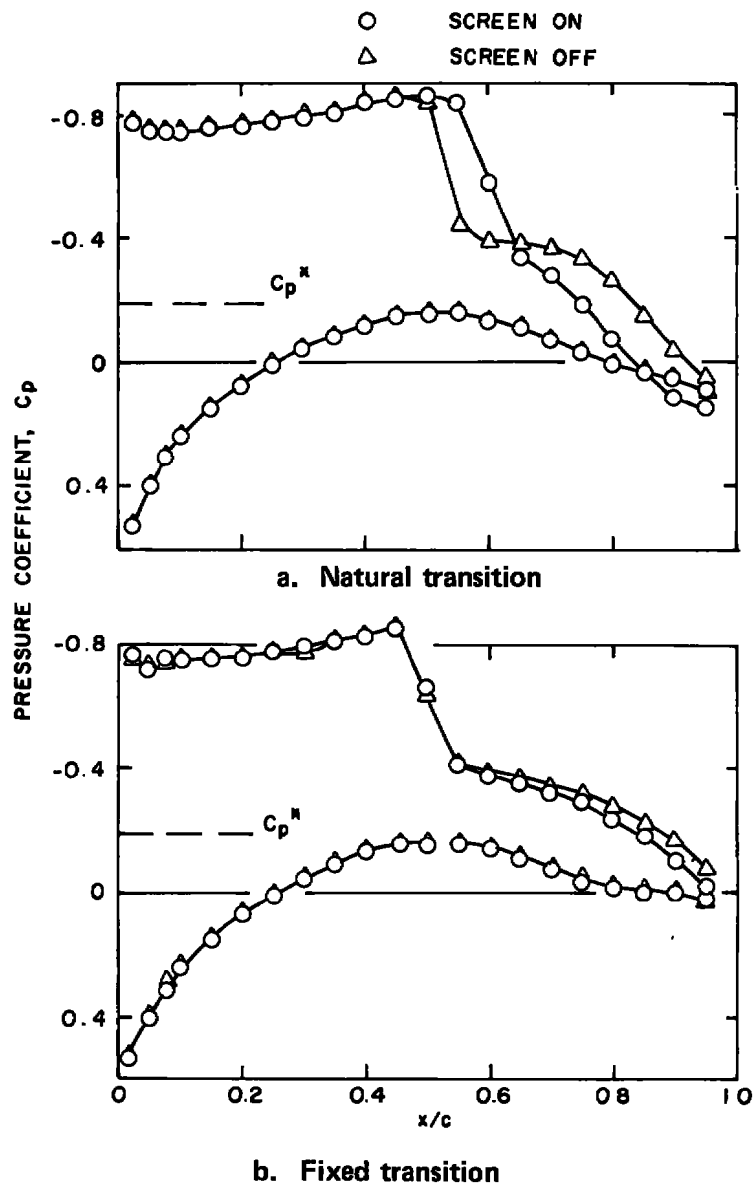 SCREEN ON
SCREEN OFF
-0.8
-0.4
Cp*
0
0.4
a. Natural transition
PRESSURE COEFFICIENT, Cp
-0.8
-0.4
Cp*
0
0.4
0 0.2 0.4 0.6 0.8 1.0
x/c
b. Fixed transition